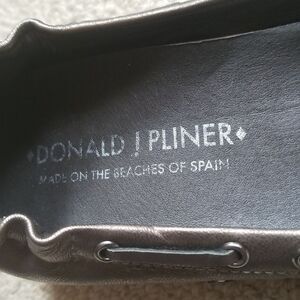 ♦DONALD J PLINER♦
MADE ON THE BEACHES OF SPAIN